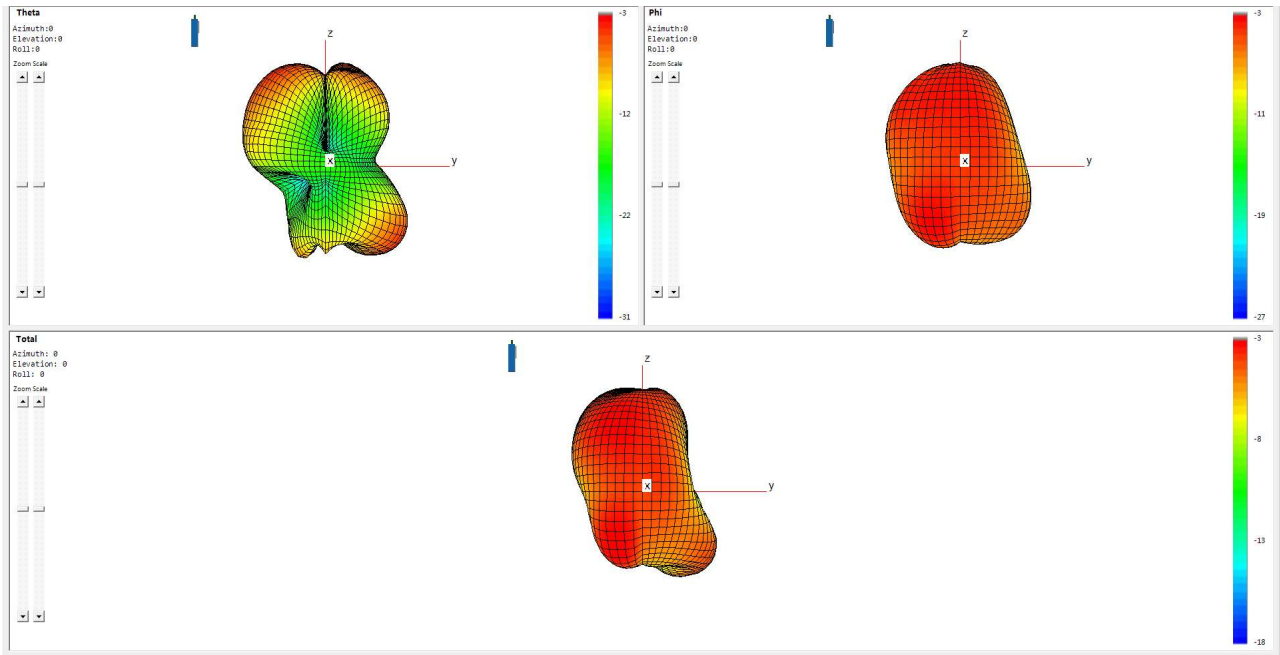 Theta
Azimuth:0
Elevation:0
Roll:0
Zoom Scale
z
x
y
-3
-12
-22
-31
Phi
Azimuth:0
Elevation:0
Roll:0
Zoom Scale
z
x
y
-3
-11
-19
-27
Total
Azimuth: 0
Elevation: 0
Roll: 0
Zoom Scale
z
x
y
-3
-8
-13
-18